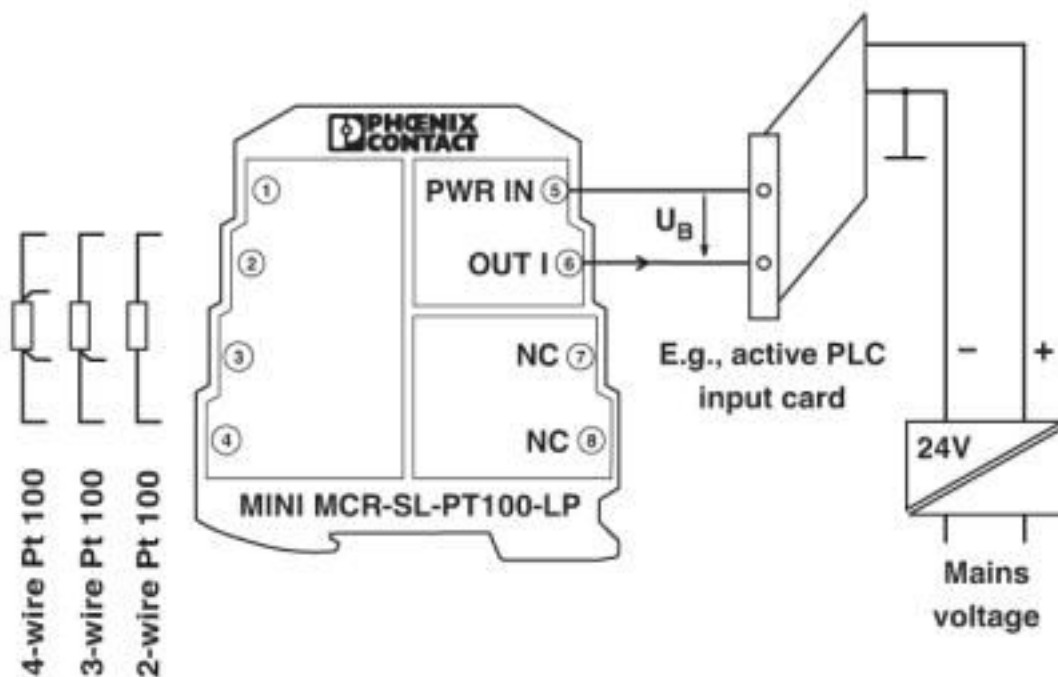 PHŒNIX
CONTACT
1
PWR IN 5
2
U_B
OUT I 6
3
NC 7
E.g., active PLC
input card
−
+
4
NC 8
24V
MINI MCR-SL-PT100-LP
Mains
voltage
4-wire Pt 100
3-wire Pt 100
2-wire Pt 100